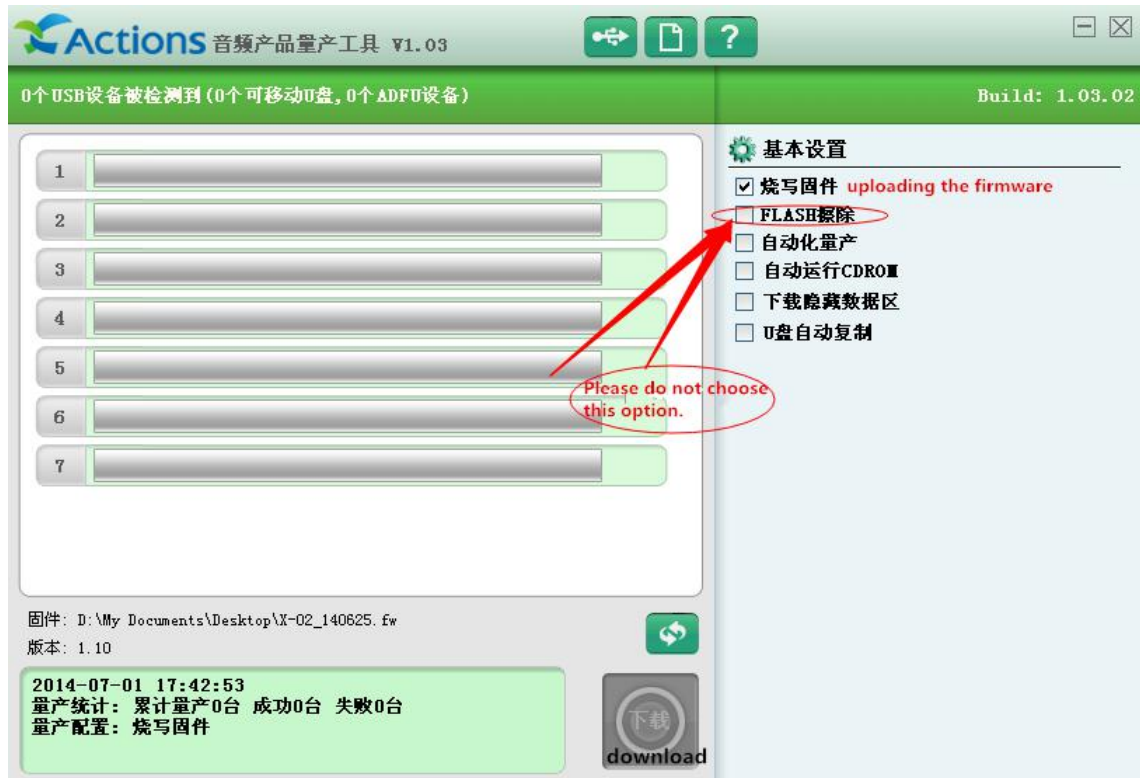 Actions 音频产品量产工具 V1.03
?
0个USB设备被检测到(0个可移动U盘,0个ADFU设备)
Build: 1.03.02
1
2
3
4
5
6
7
基本设置
烧写固件 uploading the firmware
FLASH擦除
自动化量产
自动运行CDROM
下载隐藏数据区
U盘自动复制
Please do not choose
this option.
固件: D:\My Documents\Desktop\X-02_140625.fw
版本: 1.10
2014-07-01 17:42:53
量产统计: 累计量产0台 成功0台 失败0台
量产配置: 烧写固件
下载
download